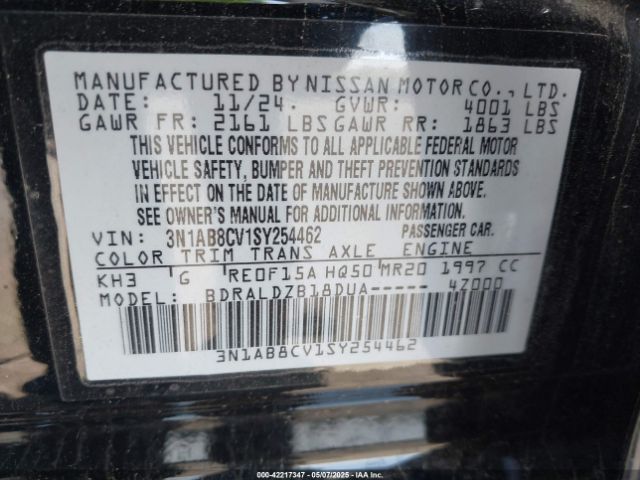 MANUFACTURED BY NISSAN MOTOR CO., LTD.
DATE: 11/24. GVWR: 4001 LBS
GAWR FR: 2161 LBS GAWR RR: 1863 LBS
THIS VEHICLE CONFORMS TO ALL APPLICABLE FEDERAL MOTOR
VEHICLE SAFETY, BUMPER AND THEFT PREVENTION STANDARDS
IN EFFECT ON THE DATE OF MANUFACTURE SHOWN ABOVE.
SEE OWNER'S MANUAL FOR ADDITIONAL INFORMATION.
VIN: 3N1AB8CV1SY254462 PASSENGER CAR.
COLOR TRIM TRANS AXLE ENGINE
KH3 G RE0F15A HQ50 MR20 1997 CC
MODEL: BDRALDZB18DUA----- 4Z000
3N1AB8CV1SY254462
000-42217347 - 05/07/2025 - IAA Inc.